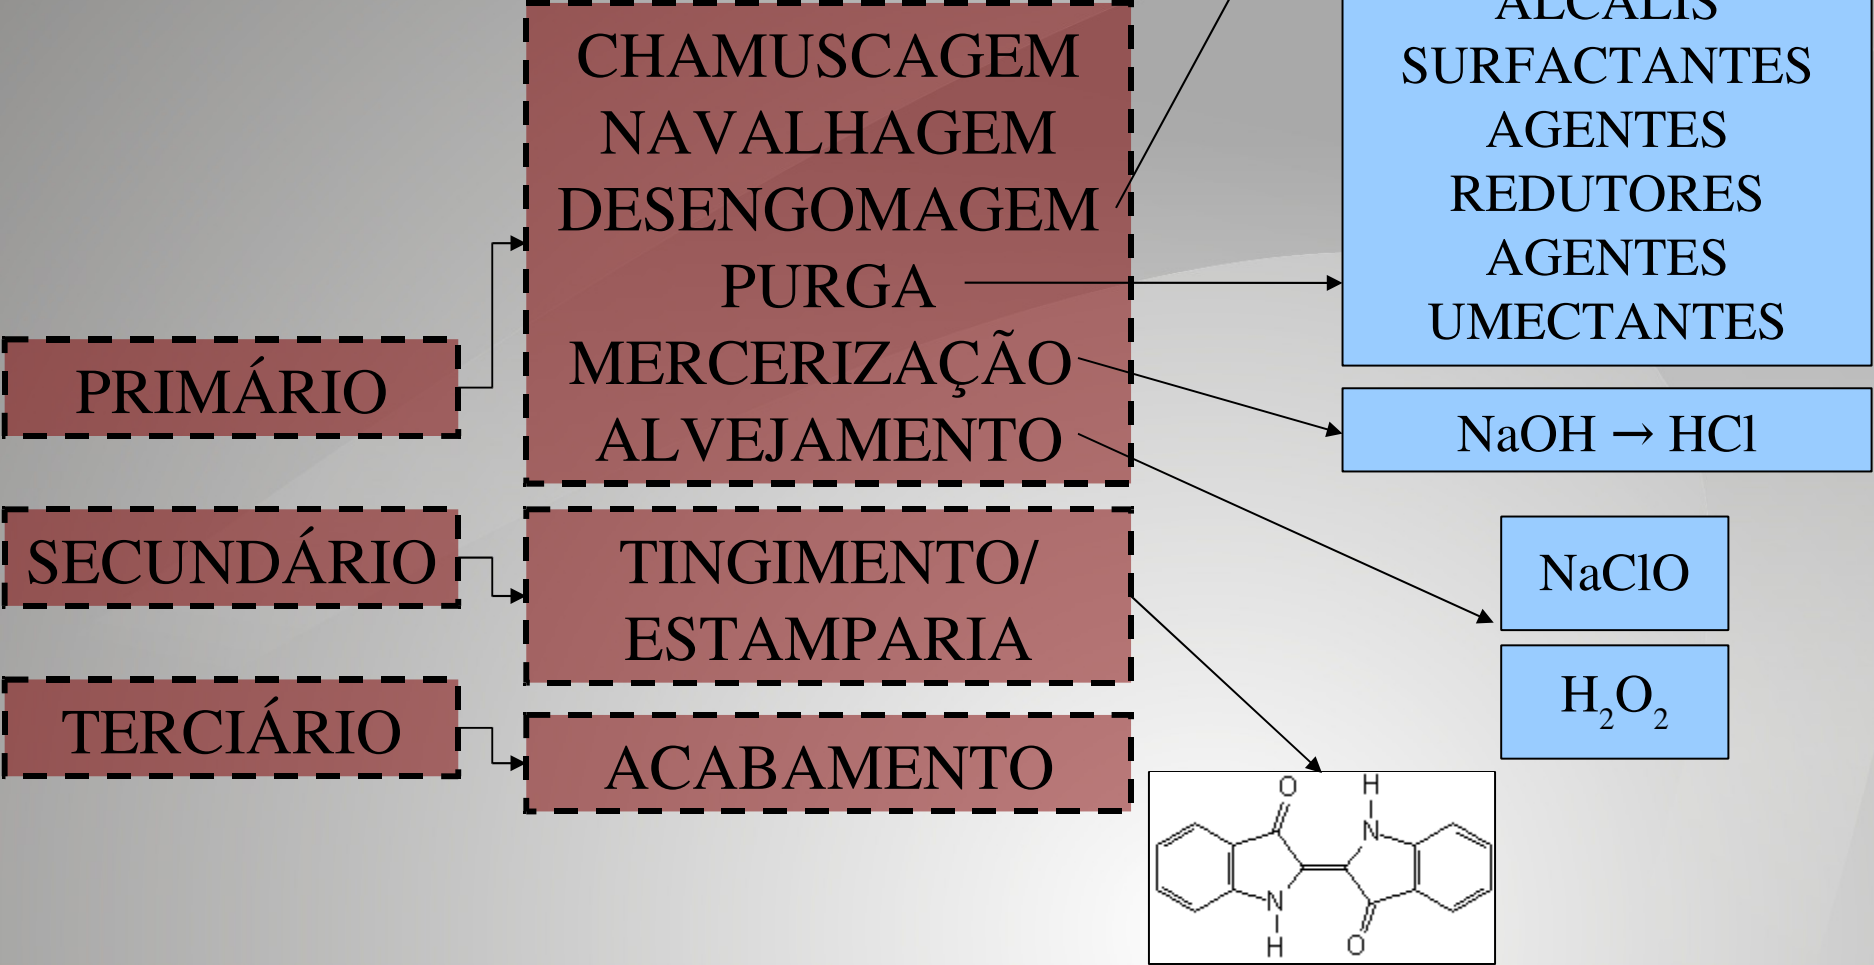 PRIMÁRIO
SECUNDÁRIO
TERCIÁRIO
CHAMUSCAGEM
NAVALHAGEM
DESENGOMAGEM
PURGA
MERCERIZAÇÃO
ALVEJAMENTO
TINGIMENTO/
ESTAMPARIA
ACABAMENTO
ALCALIS
SURFACTANTES
AGENTES
REDUTORES
AGENTES
UMECTANTES
NaOH → HCl
NaClO
H₂O₂
O
H
N
N
H
O